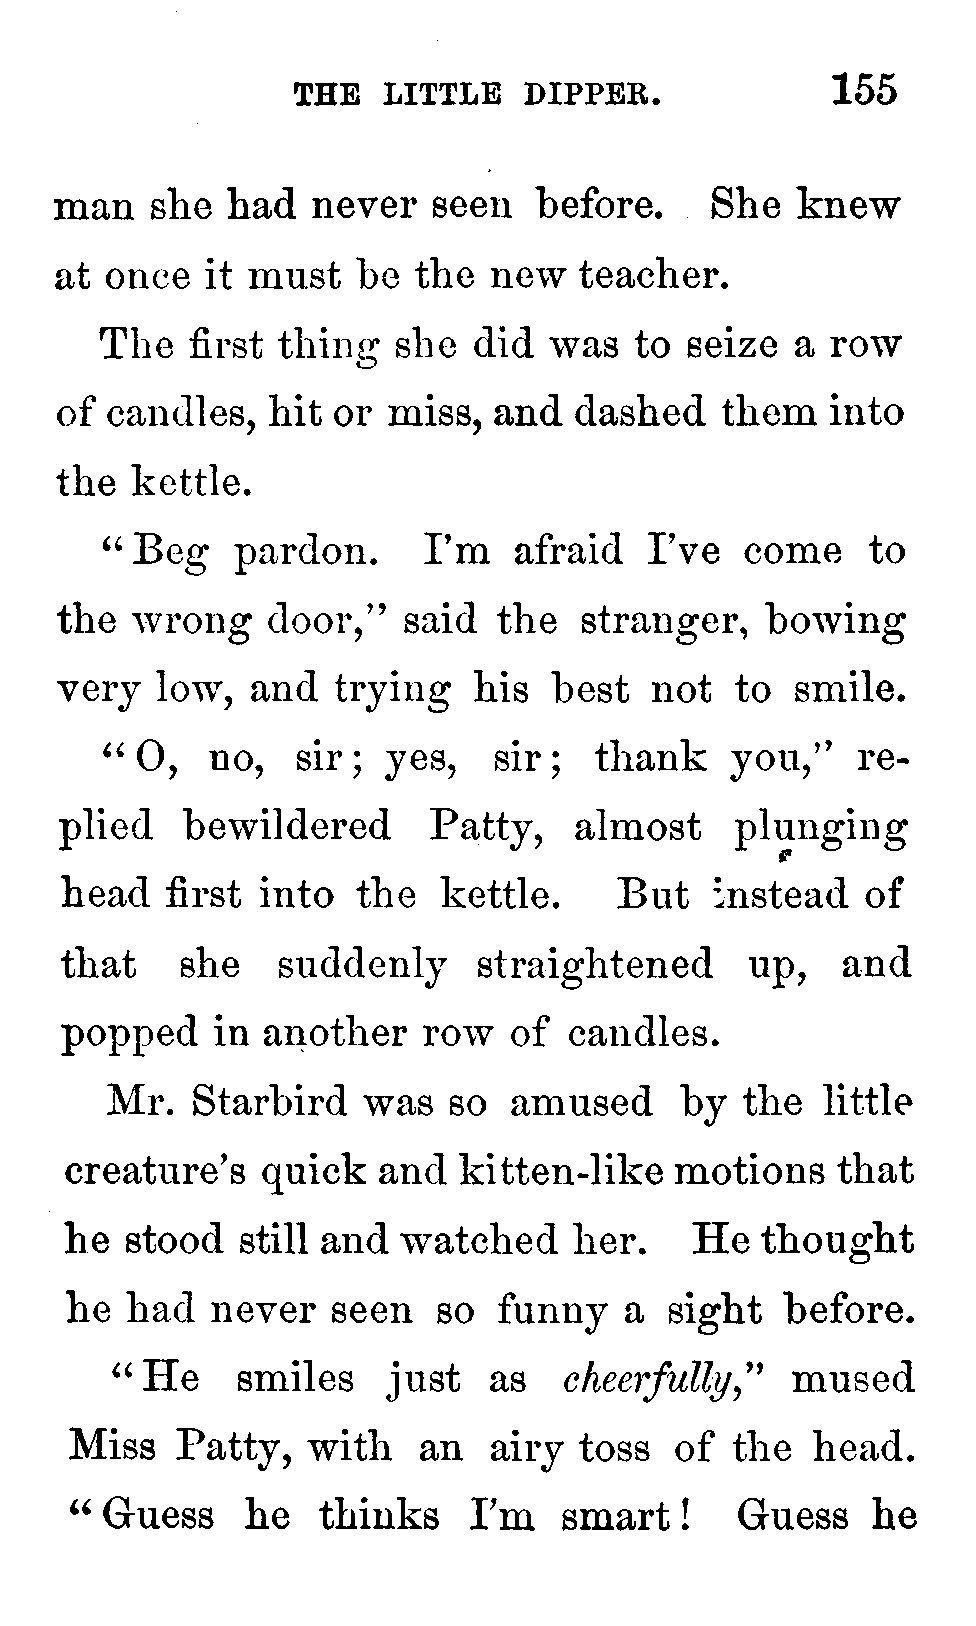 THE LITTLE DIPPER. 155
man she had never seen before. She knew
at once it must be the new teacher.
The first thing she did was to seize a row
of candles, hit or miss, and dashed them into
the kettle.
“Beg pardon. I’m afraid I’ve come to
the wrong door,” said the stranger, bowing
very low, and trying his best not to smile.
“O, no, sir; yes, sir; thank you,” re-
plied bewildered Patty, almost plunging
head first into the kettle. But instead of
that she suddenly straightened up, and
popped in another row of candles.
Mr. Starbird was so amused by the little
creature’s quick and kitten-like motions that
he stood still and watched her. He thought
he had never seen so funny a sight before.
“He smiles just as cheerfully,” mused
Miss Patty, with an airy toss of the head.
“Guess he thinks I’m smart! Guess he